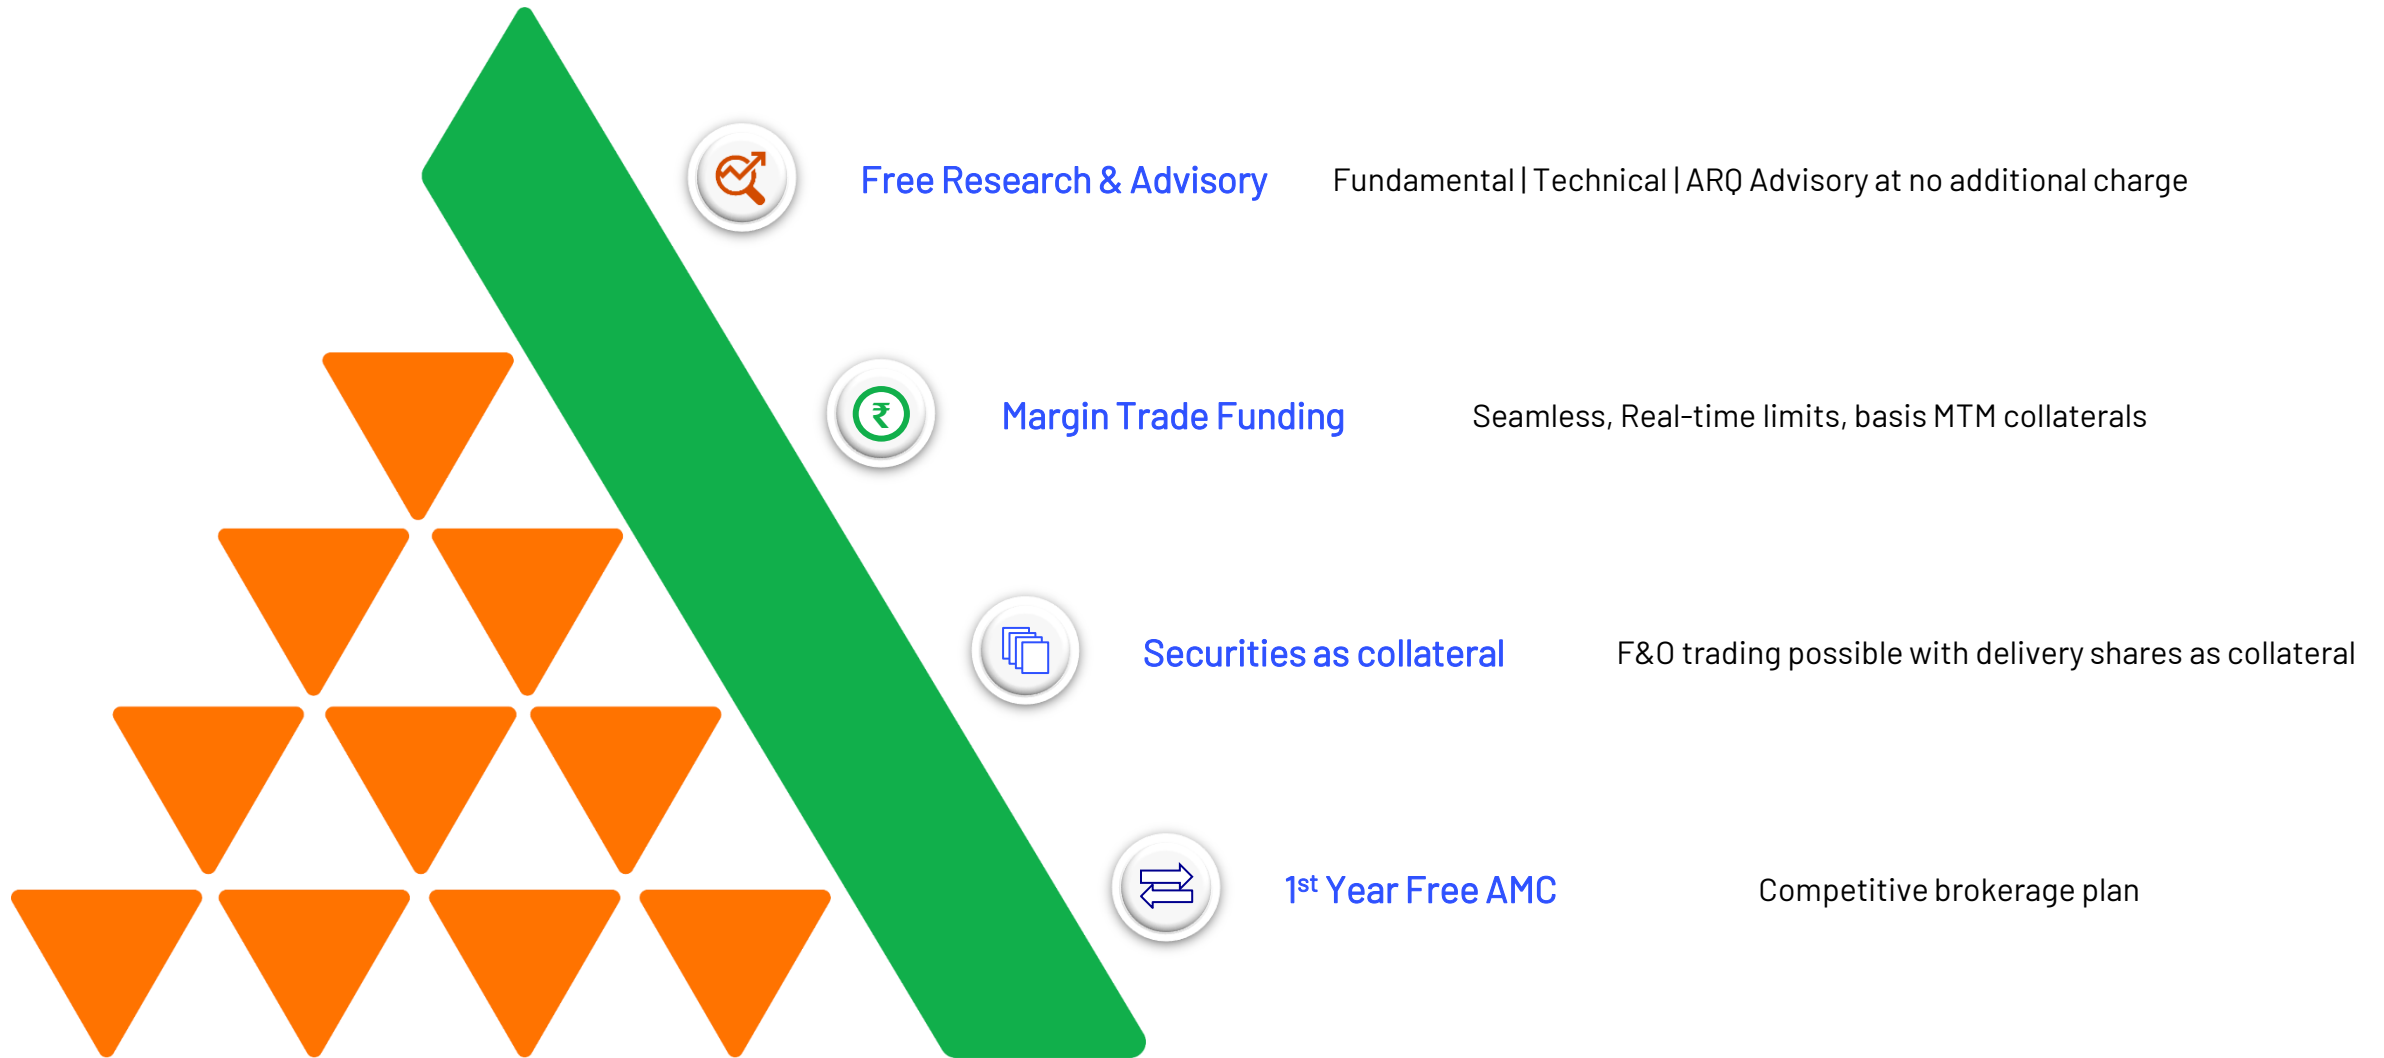 Free Research & Advisory Fundamental | Technical | ARQ Advisory at no additional charge
₹
Margin Trade Funding Seamless, Real-time limits, basis MTM collaterals
Securities as collateral F&O trading possible with delivery shares as collateral
1st Year Free AMC Competitive brokerage plan